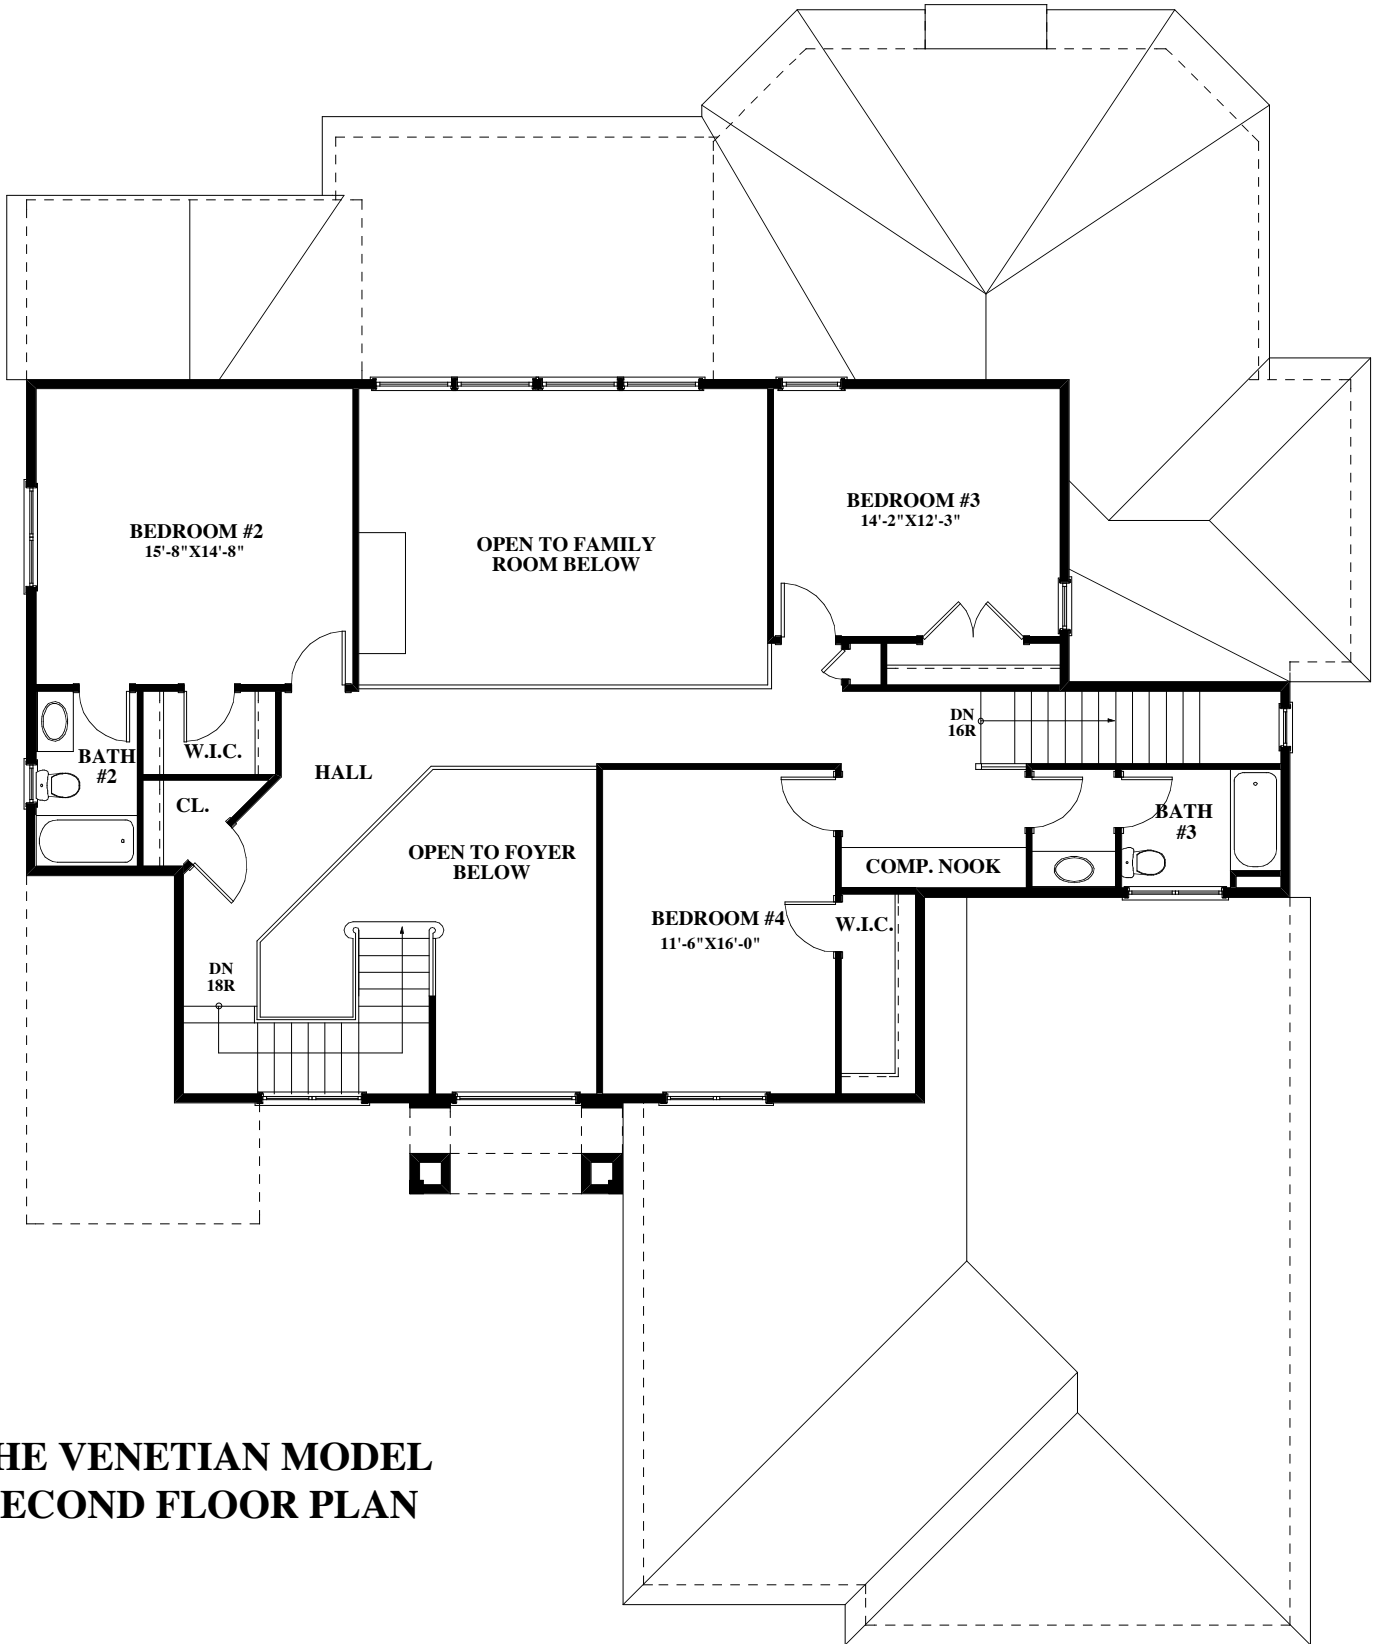 BEDROOM #2
15'-8"X14'-8"
OPEN TO FAMILY
ROOM BELOW
BEDROOM #3
14'-2"X12'-3"
BATH
#2
W.I.C.
CL.
HALL
DN
16R
OPEN TO FOYER
BELOW
COMP. NOOK
BATH
#3
BEDROOM #4
11'-6"X16'-0"
W.I.C.
DN
18R
HE VENETIAN MODEL
ECOND FLOOR PLAN